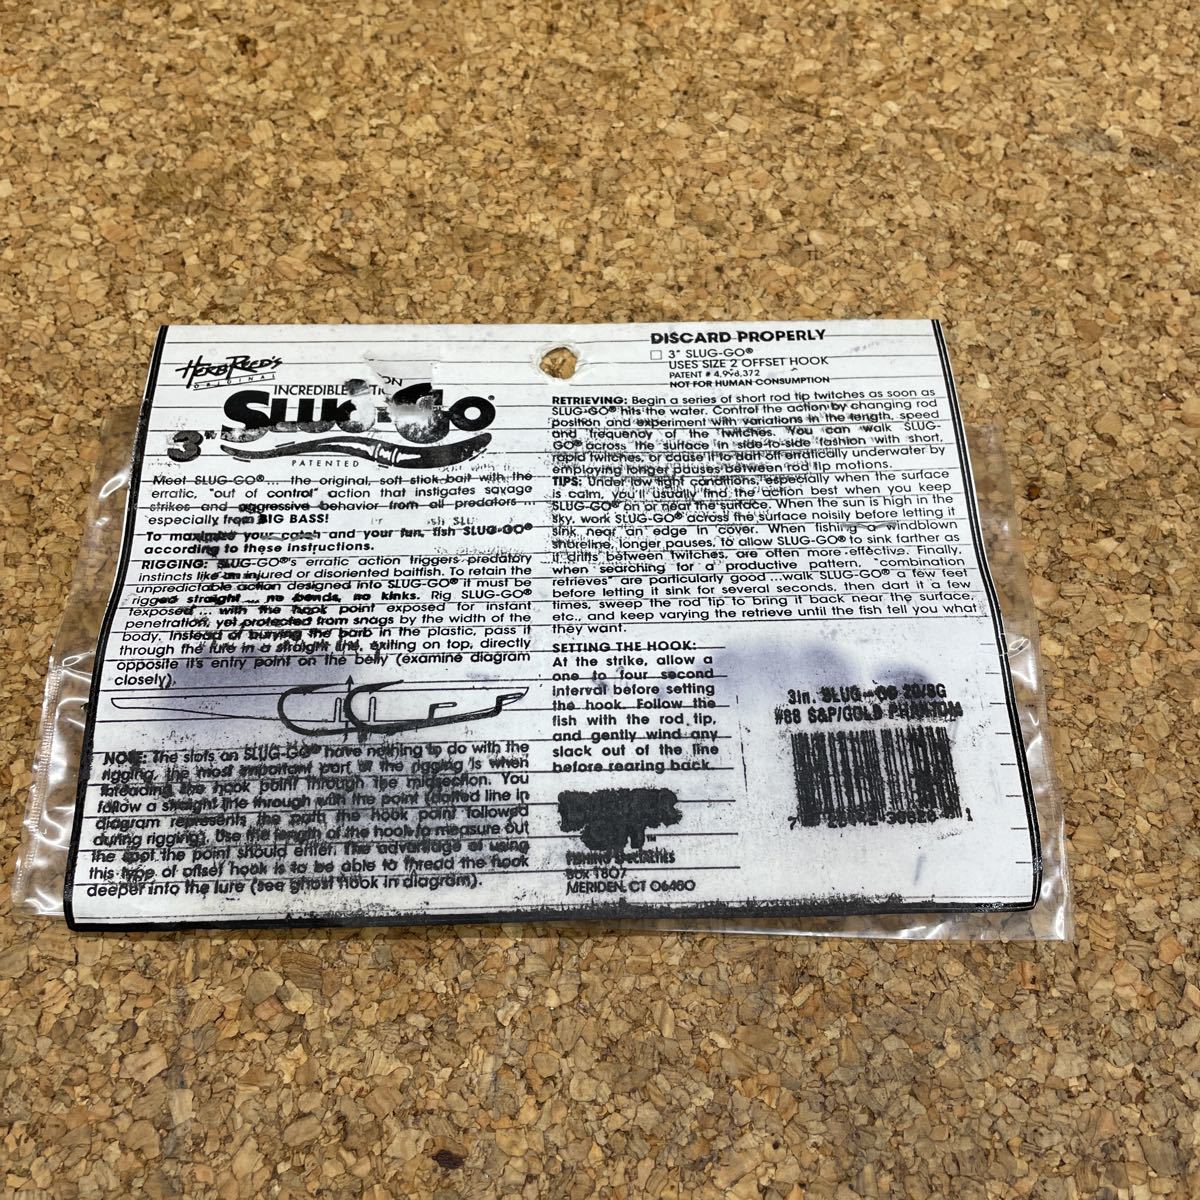 HERB REED'S
ORIGINAL
INCREDIBLE ACTION
3" SLUG-GO®
PATENTED
Meet SLUG-GO®... the original, soft stick bait with the
erratic, "out of control" action that instigates savage
strikes and aggressive behavior from all predators...
especially from BIG BASS!
To maximize your catch and your fun, fish SLUG-GO®
according to these instructions.
RIGGING: SLUG-GO®'s erratic action triggers predatory
instincts like an injured or disoriented baitfish. To retain the
unpredictable action designed into SLUG-GO® it must be
rigged straight... no bends, no kinks. Rig SLUG-GO®
exposed... with the hook point exposed for instant
penetration, yet protected from snags by the width of the
body. Instead of burying the barb in the plastic, pass it
through the lure in a straight line, exiting on top, directly
opposite it's entry point on the belly (examine diagram
closely).
NOTE: The slots on SLUG-GO® have nothing to do with the
rigging, the most important part of the rigging is when
threading the hook point through the midsection. You
follow a straight line through with the point (dotted line in
diagram represents the path the hook point followed
during rigging). Use the length of the hook to measure out
the spot the point should enter. The advantage of using
this type of offset hook is to be able to thread the hook
deeper into the lure (see ghost hook in diagram).
DISCARD PROPERLY
3" SLUG-GO®
USES SIZE 2 OFFSET HOOK
PATENT # 4,998,372
NOT FOR HUMAN CONSUMPTION
RETRIEVING: Begin a series of short rod tip twitches as soon as
SLUG-GO® hits the water. Control the action by changing rod
position and experiment with variations in the length, speed
and frequency of the twitches. You can walk SLUG-
GO® across the surface in side-to-side fashion with short,
rapid twitches, or cause it to dart off erratically underwater by
employing longer pauses between rod tip motions.
TIPS: Under low light conditions, especially when the surface
is calm, you'll usually find the action best when you keep
SLUG-GO® on or near the surface. When the sun is high in the
sky, work SLUG-GO® across the surface noisily before letting it
sink near an edge in cover. When fishing a windblown
shoreline, longer pauses, to allow SLUG-GO® to sink farther as
it drifts between twitches, are often more effective. Finally,
when searching for a productive pattern, "combination
retrieves" are particularly good ...walk SLUG-GO® a few feet
before letting it sink for several seconds, then dart it a few
times, sweep the rod tip to bring it back near the surface,
etc., and keep varying the retrieve until the fish tell you what
they want.
SETTING THE HOOK:
At the strike, allow a
one to four second
interval before setting
the hook. Follow the
fish with the rod tip,
and gently wind any
slack out of the line
before rearing back.
FISHING SPECIALTIES
BOX 1807
MERIDEN, CT 06450
3in. SLUG-GO 20/BG
#88 S&P/GOLD PHANTOM